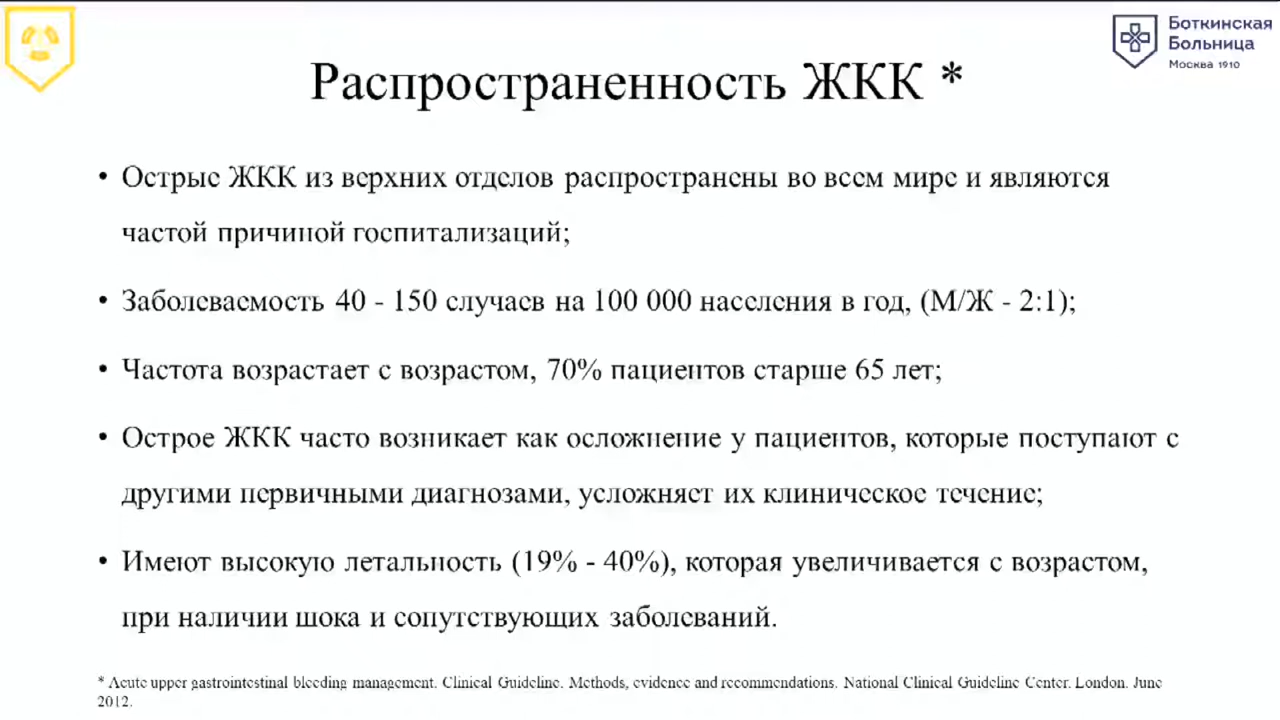 Боткинская
Больница
Москва 1910
Распространенность ЖКК *
• Острые ЖКК из верхних отделов распространены во всем мире и являются
частой причиной госпитализаций;
• Заболеваемость 40 - 150 случаев на 100 000 населения в год, (М/Ж - 2:1);
• Частота возрастает с возрастом, 70% пациентов старше 65 лет;
• Острое ЖКК часто возникает как осложнение у пациентов, которые поступают с
другими первичными диагнозами, усложняет их клиническое течение;
• Имеют высокую летальность (19% - 40%), которая увеличивается с возрастом,
при наличии шока и сопутствующих заболеваний.
* Acute upper gastrointestinal bleeding management. Clinical Guideline. Methods, evidence and recommendations. National Clinical Guideline Center. London. June
2012.